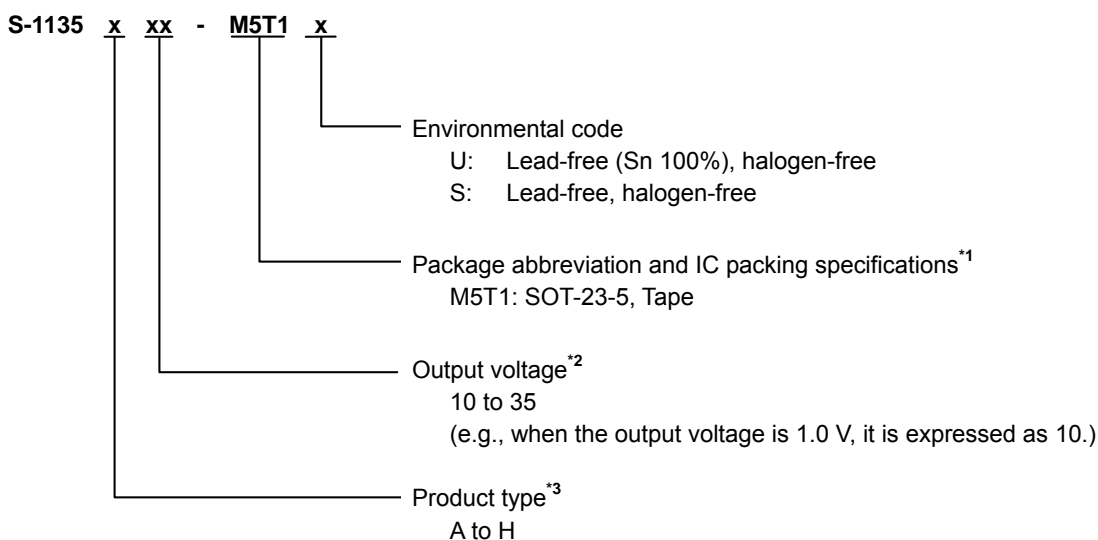 S-1135 x xx - M5T1 x
Environmental code
U: Lead-free (Sn 100%), halogen-free
S: Lead-free, halogen-free
Package abbreviation and IC packing specifications*1
M5T1: SOT-23-5, Tape
Output voltage*2
10 to 35
(e.g., when the output voltage is 1.0 V, it is expressed as 10.)
Product type*3
A to H